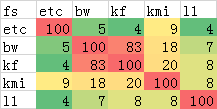 fs etc bw kf kmi l1
etc 100 5 4 9 4
bw 5 100 83 18 7
kf 4 83 100 20 8
kmi 9 18 20 100 8
l1 4 7 8 8 100